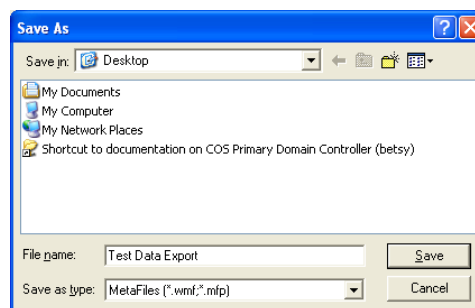 Save As
Save in: Desktop
My Documents
My Computer
My Network Places
Shortcut to documentation on COS Primary Domain Controller (betsy)
File name: Test Data Export Save
Save as type: MetaFiles (*.wmf;*.mfp) Cancel